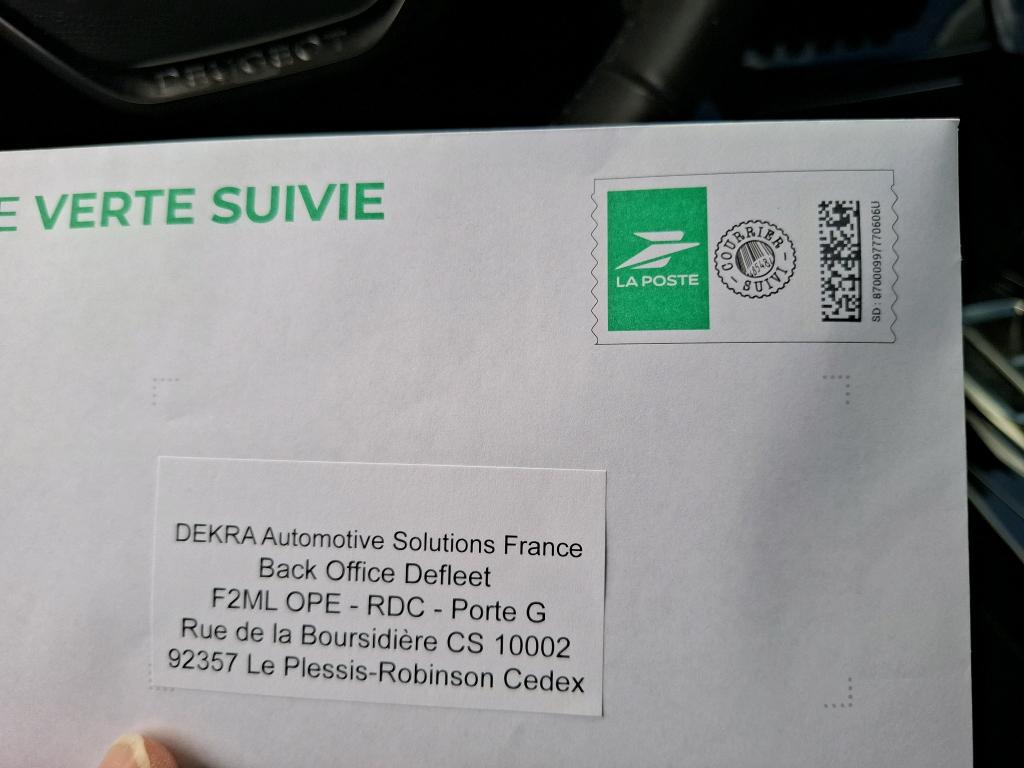 PEUGEOT
E VERTE SUIVIE
LA POSTE
COURRIER
SUIVI
SD : 87000997770606U
DEKRA Automotive Solutions France
Back Office Defleet
F2ML OPE - RDC - Porte G
Rue de la Boursidière CS 10002
92357 Le Plessis-Robinson Cedex